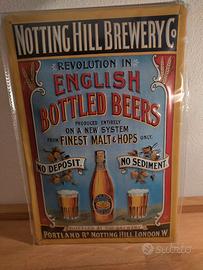 NOTTING HILL BREWERY Co
REVOLUTION IN
ENGLISH
BOTTLED BEERS
PRODUCED ENTIRELY
ON A NEW SYSTEM
FROM FINEST MALT & HOPS ONLY.
NO DEPOSIT.
NO SEDIMENT.
PORTLAND Rd NOTTING HILL LONDON W.
subito